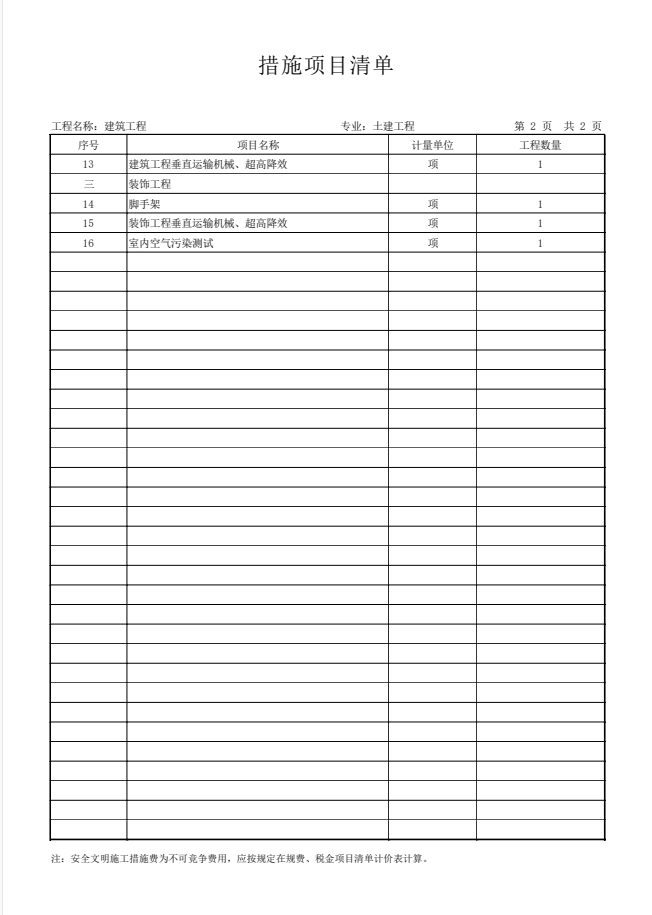 措施项目清单
工程名称：建筑工程 专业：土建工程 第 2 页 共 2 页
序号 项目名称 计量单位 工程数量
13 建筑工程垂直运输机械、超高降效 项 1
三 装饰工程
14 脚手架 项 1
15 装饰工程垂直运输机械、超高降效 项 1
16 室内空气污染测试 项 1
注：安全文明施工措施费为不可竞争费用，应按规定在规费、税金项目清单计价表计算。